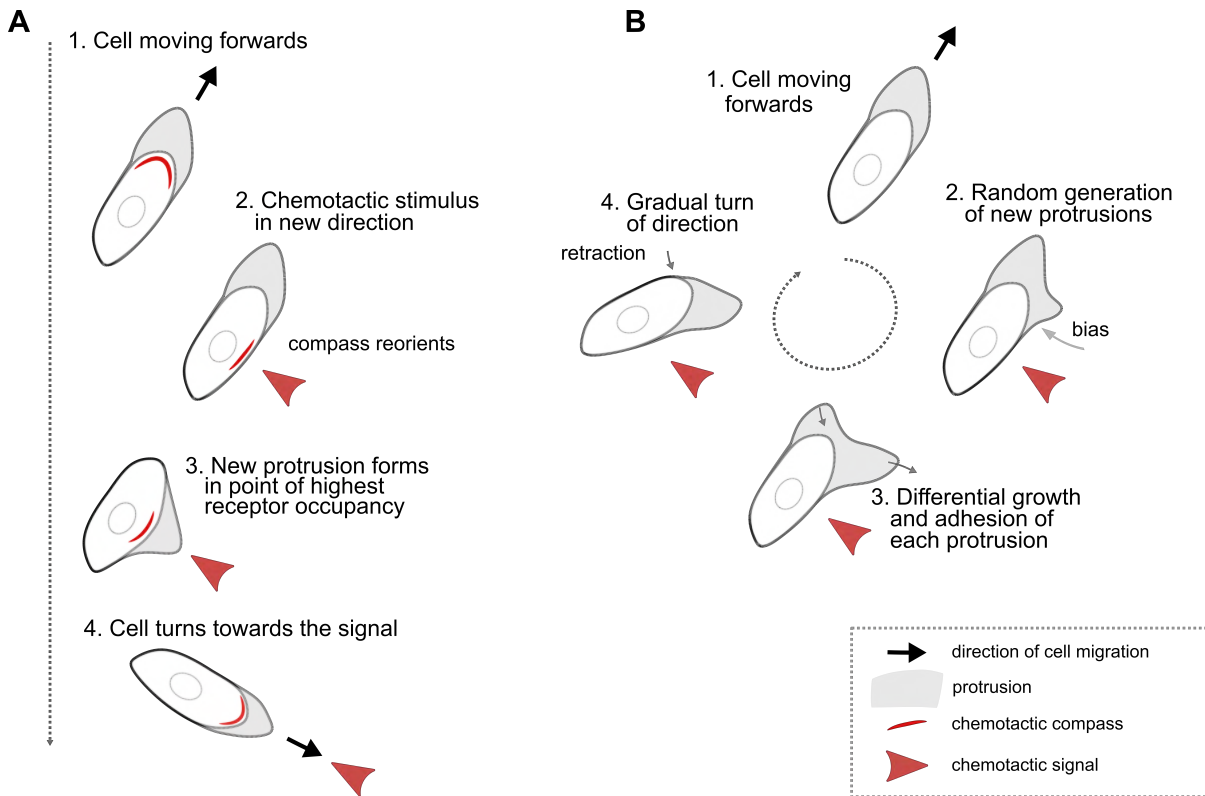 A
1. Cell moving forwards
2. Chemotactic stimulus
in new direction
compass reorients
3. New protrusion forms
in point of highest
receptor occupancy
4. Cell turns towards the signal
B
1. Cell moving
forwards
2. Random generation
of new protrusions
bias
3. Differential growth
and adhesion of
each protrusion
4. Gradual turn
of direction
retraction
direction of cell migration
protrusion
chemotactic compass
chemotactic signal